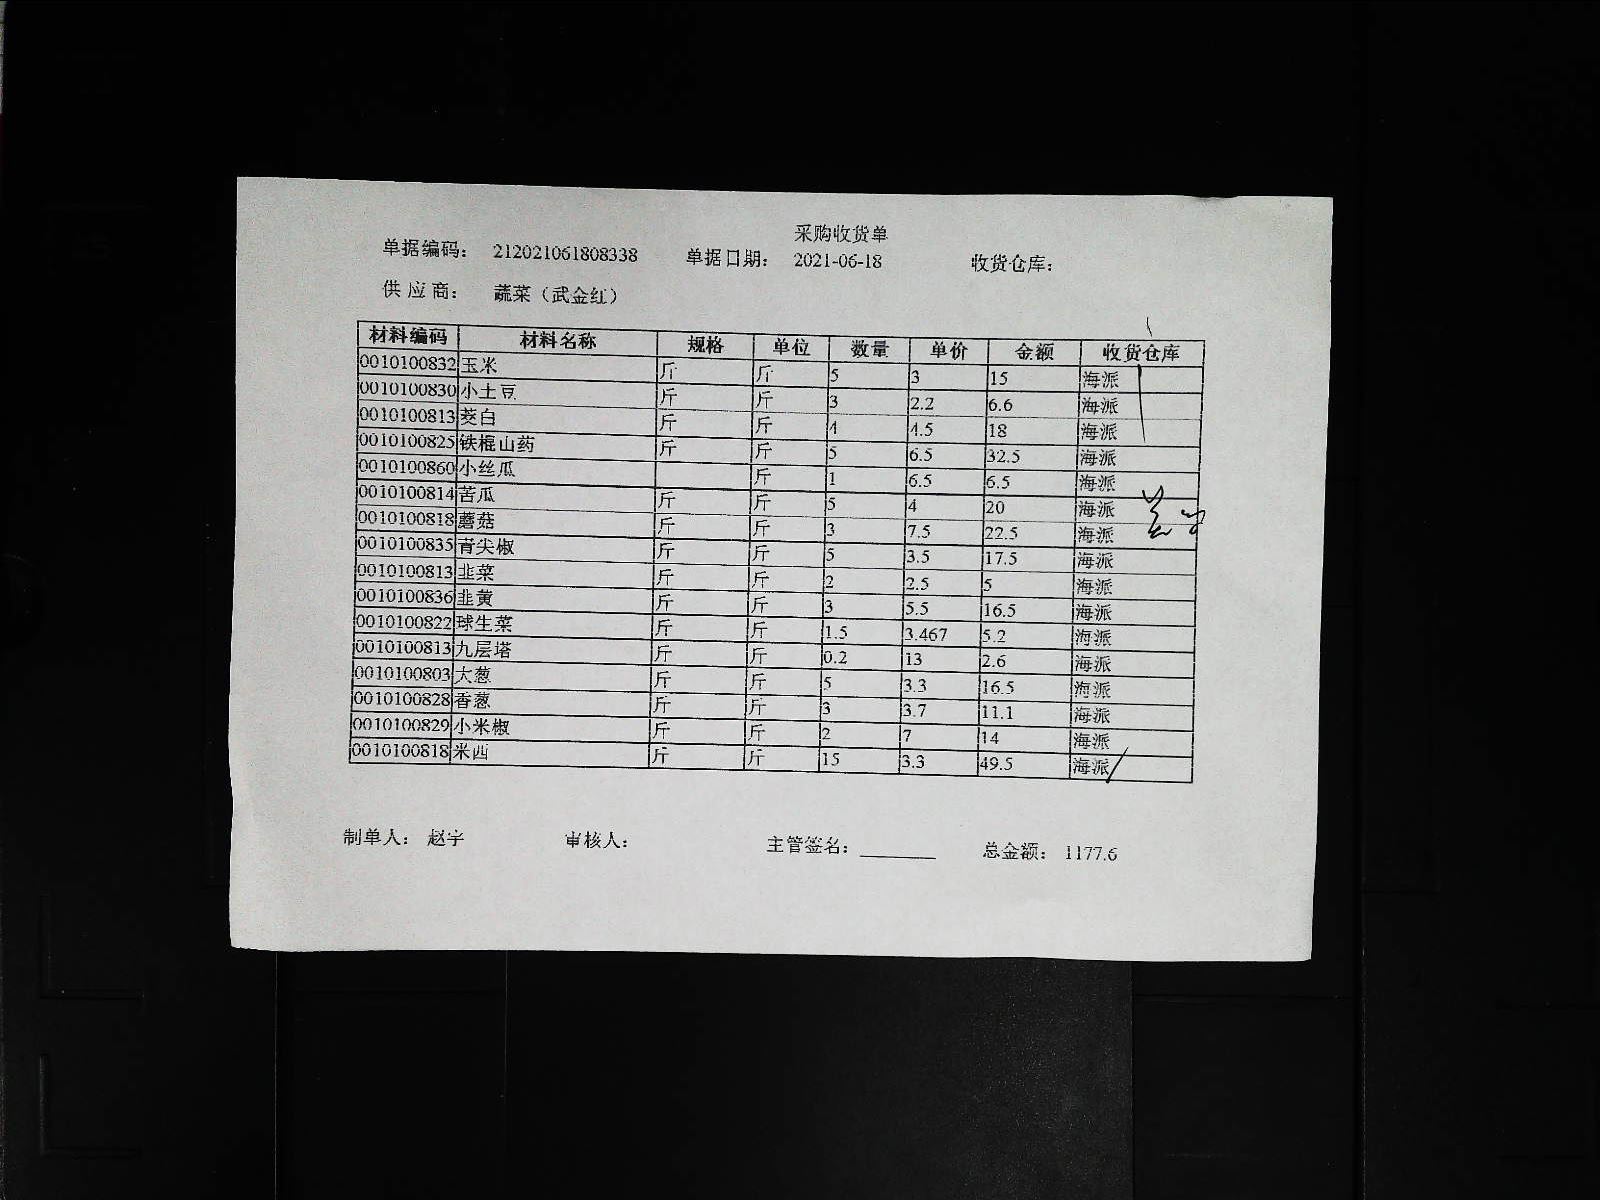 采购收货单
单据编码： 212021061808338 单据日期： 2021-06-18 收货仓库：
供应商： 蔬菜（武金红）
材料编码 材料名称 规格 单位 数量 单价 金额 收货仓库
0010100832 玉米 斤 斤 5 3 15 海派
0010100830 小土豆 斤 斤 3 2.2 6.6 海派
0010100813 茭白 斤 斤 4 4.5 18 海派
0010100825 铁棍山药 斤 斤 5 6.5 32.5 海派
0010100860 小丝瓜 斤 1 6.5 6.5 海派
0010100814 苦瓜 斤 斤 5 4 20 海派
0010100818 蘑菇 斤 斤 3 7.5 22.5 海派
0010100835 青尖椒 斤 斤 5 3.5 17.5 海派
0010100813 韭菜 斤 斤 2 2.5 5 海派
0010100836 韭黄 斤 斤 3 5.5 16.5 海派
0010100822 球生菜 斤 斤 1.5 3.467 5.2 海派
0010100813 九层塔 斤 斤 0.2 13 2.6 海派
0010100803 大葱 斤 斤 5 3.3 16.5 海派
0010100828 香葱 斤 斤 3 3.7 11.1 海派
0010100829 小米椒 斤 斤 2 7 14 海派
0010100818 米西 斤 斤 15 3.3 49.5 海派
制单人： 赵宇 审核人： 主管签名： 总金额： 1177.6